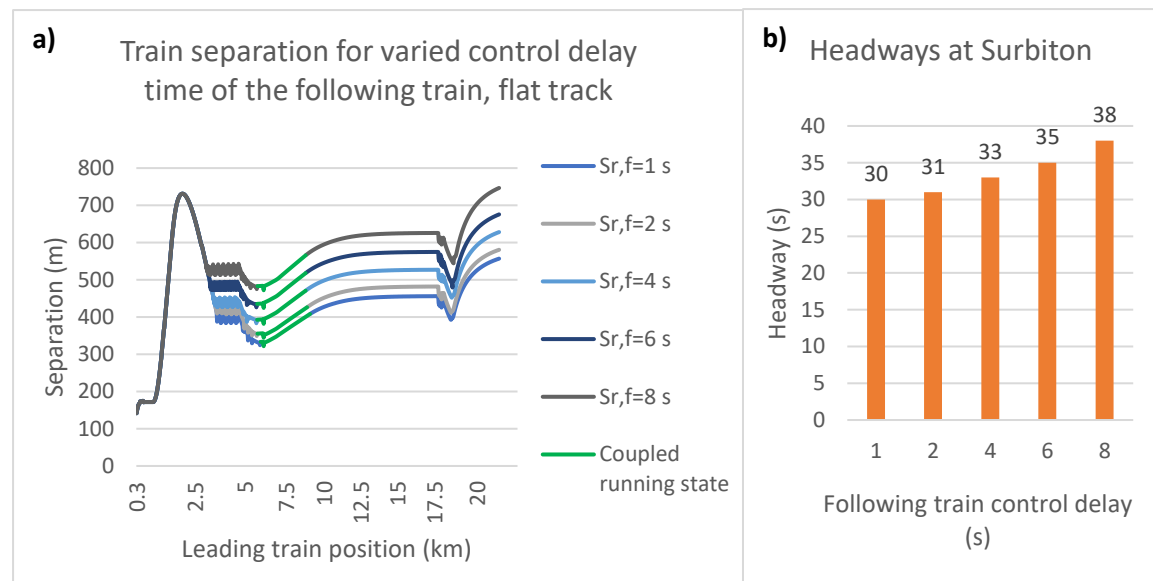 a)
Train separation for varied control delay
time of the following train, flat track
Separation (m)
800
700
600
500
400
300
200
100
0
0.3
2.5
5
7.5
10
12.5
15
17.5
20
Leading train position (km)
Sr,f=1 s
Sr,f=2 s
Sr,f=4 s
Sr,f=6 s
Sr,f=8 s
Coupled
running state
b)
Headways at Surbiton
Headway (s)
40
35
30
25
20
15
10
5
0
30
31
33
35
38
1
2
4
6
8
Following train control delay
(s)